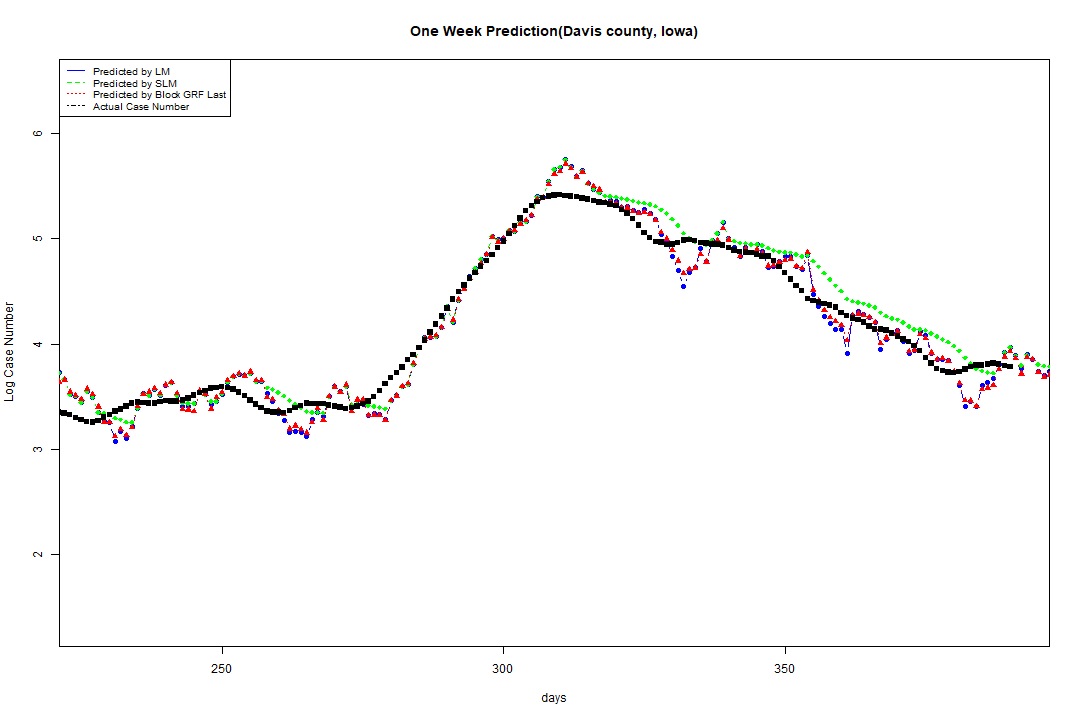 One Week Prediction(Davis county, Iowa)
Predicted by LM
Predicted by SLM
Predicted by Block GRF Last
Actual Case Number
6
5
4
3
2
Log Case Number
250
300
350
days